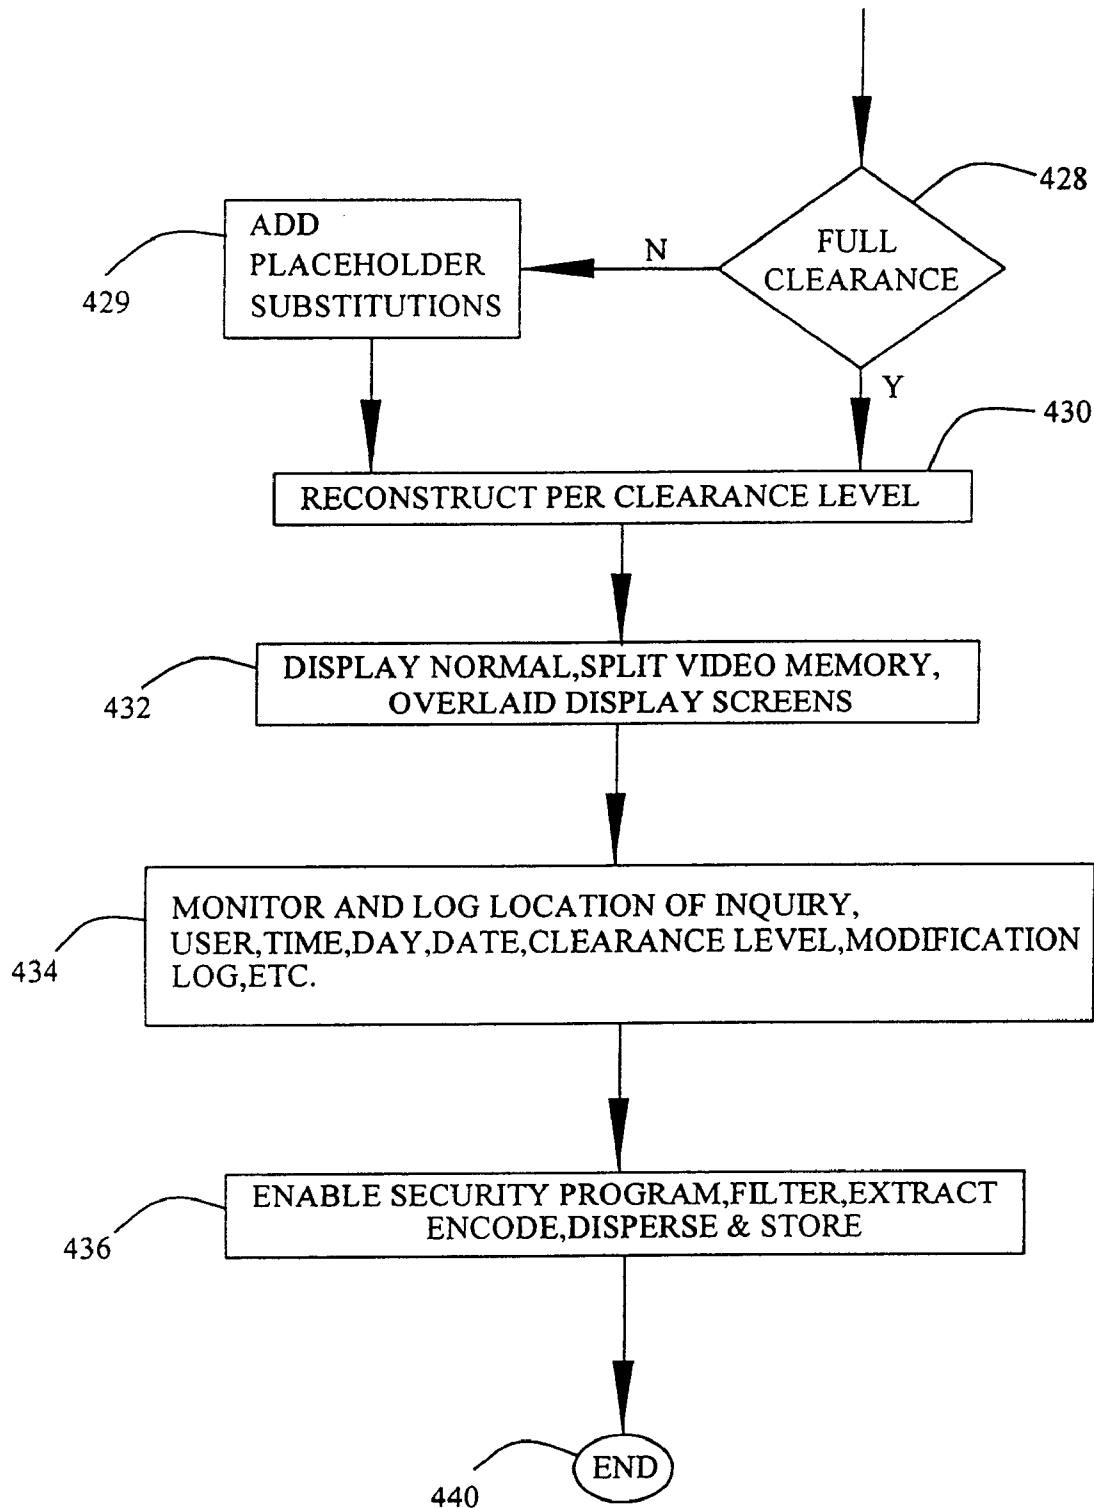 428
FULL
CLEARANCE
N
Y
ADD
PLACEHOLDER
SUBSTITUTIONS
429
430
RECONSTRUCT PER CLEARANCE LEVEL
DISPLAY NORMAL,SPLIT VIDEO MEMORY,
OVERLAID DISPLAY SCREENS
432
MONITOR AND LOG LOCATION OF INQUIRY,
USER,TIME,DAY,DATE,CLEARANCE LEVEL,MODIFICATION
LOG,ETC.
434
ENABLE SECURITY PROGRAM,FILTER,EXTRACT
ENCODE,DISPERSE & STORE
436
END
440